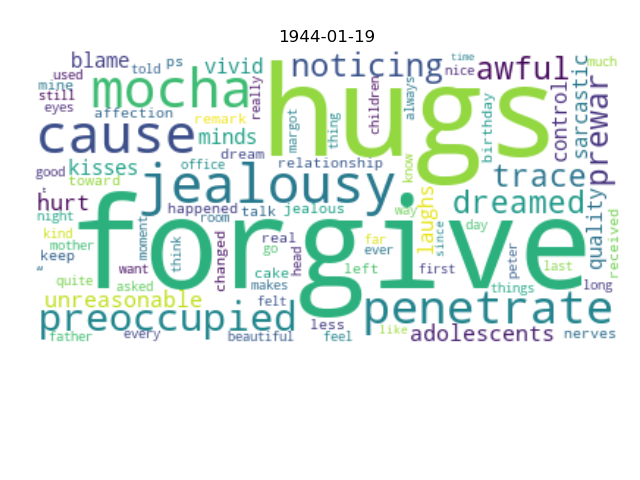 1944-01-19
blame told ps vivid noticing time nice awful sarcastic much
used mine still eyes mocha really hugs children always control prewar
affection remark margot thing birthday
cause minds dream office relationship know trace quality received
good kisses toward jealousy dreamed
: hurt happened talk jealous way laughs since day
night kind mother keep “ room moment think changed real go head cake far ever left first peter last long things
want asked makes forgive
quite unreasonable felt less penetrate
preoccupied like adolescents nerves
father every beautiful feel